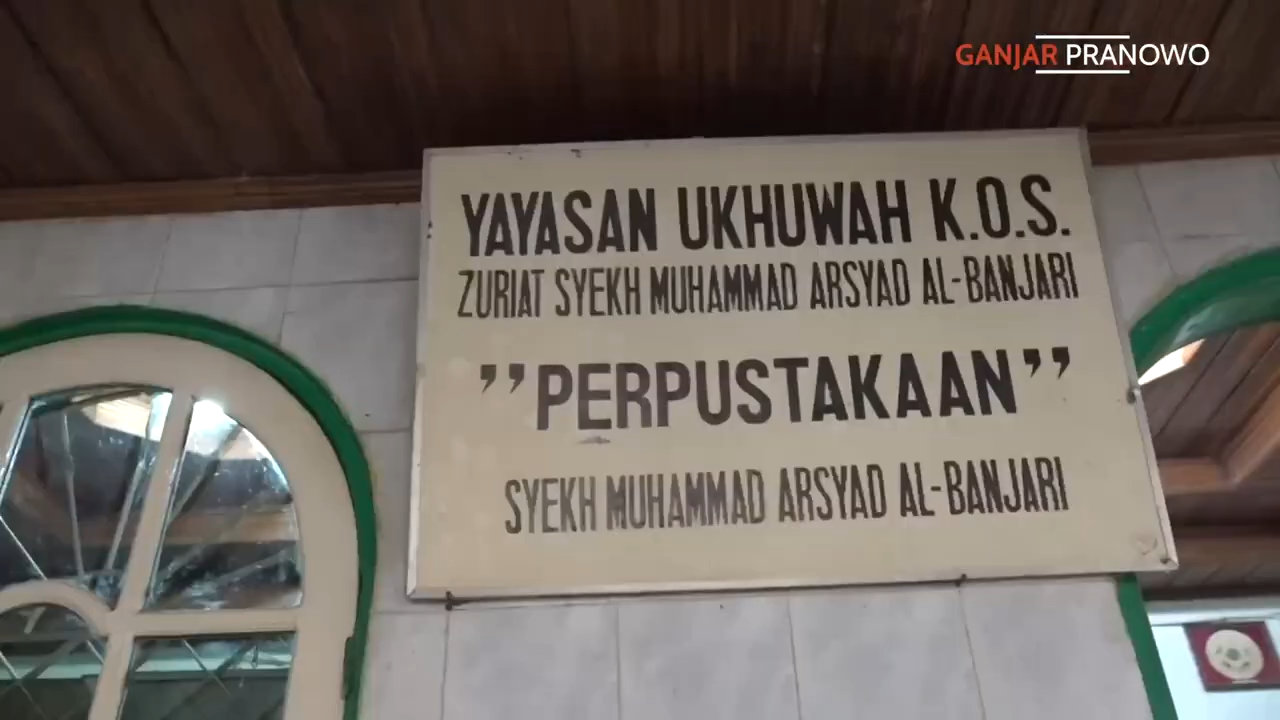 GANJAR PRANOWO
YAYASAN UKHUWAH K.O.S.
ZURIAT SYEKH MUHAMMAD ARSYAD AL-BANJARI
’’PERPUSTAKAAN’’
SYEKH MUHAMMAD ARSYAD AL-BANJARI